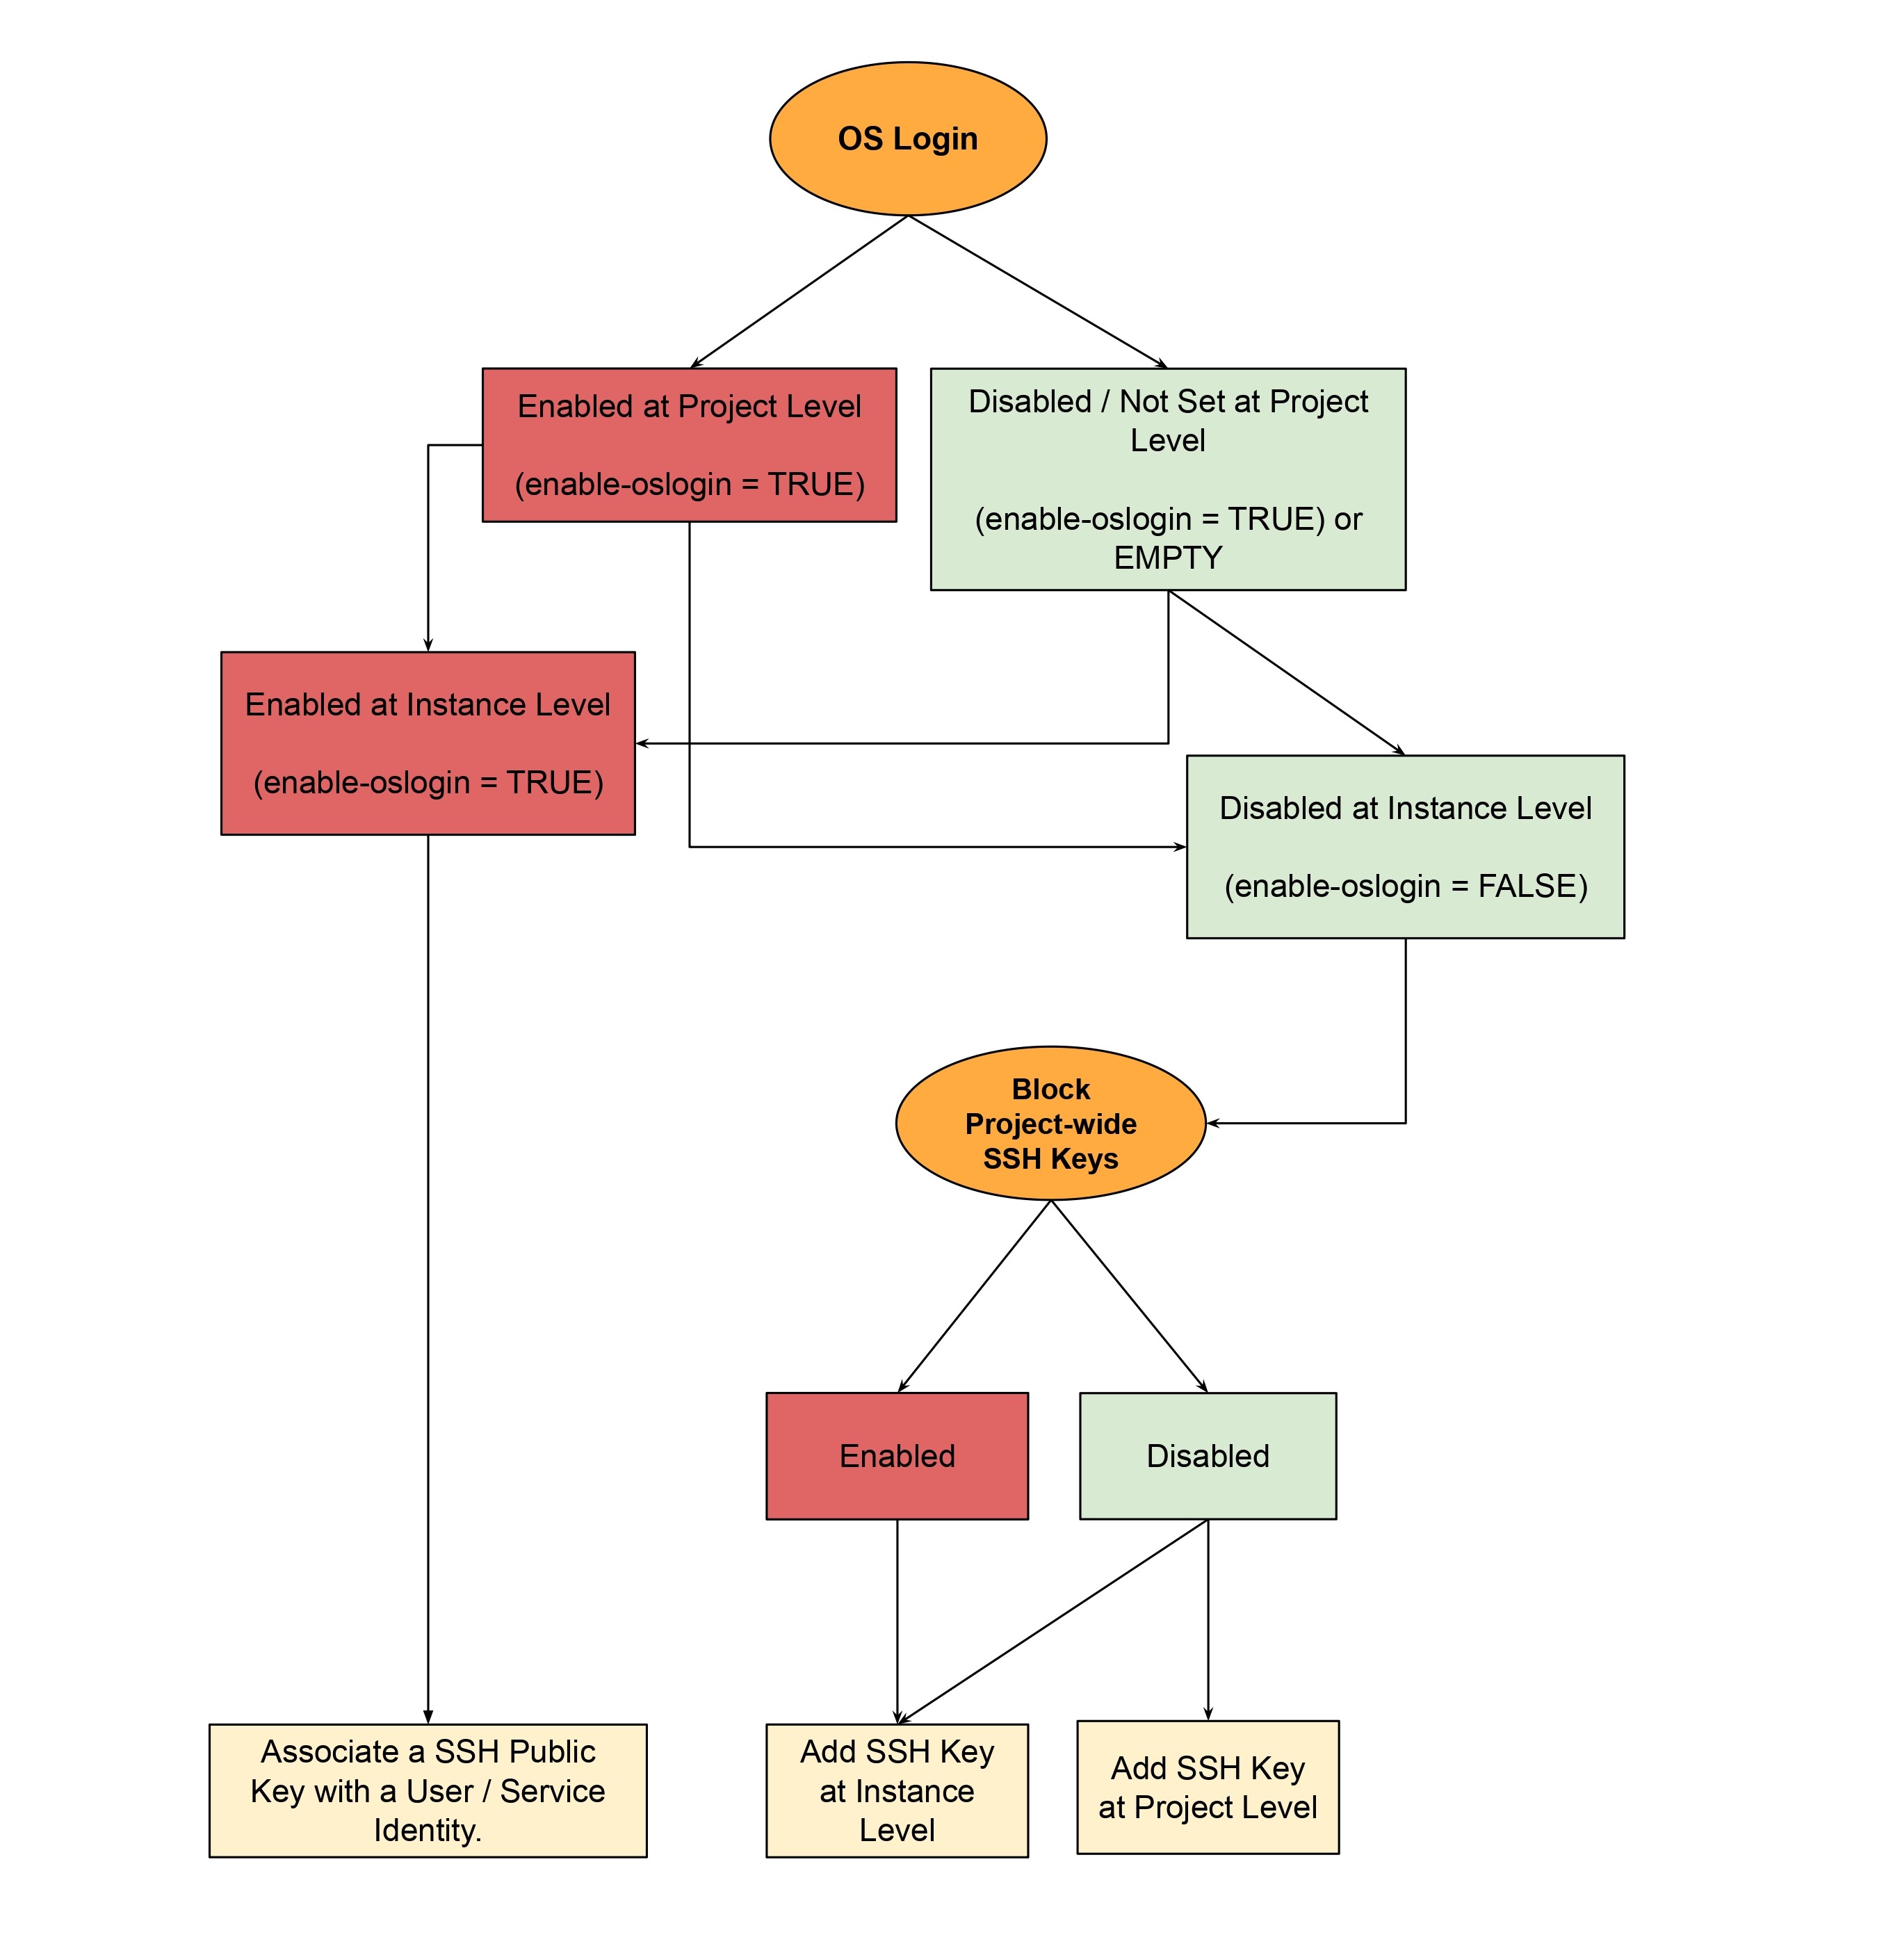 OS Login
Enabled at Project Level
(enable-oslogin = TRUE)
Disabled / Not Set at Project
Level
(enable-oslogin = TRUE) or
EMPTY
Enabled at Instance Level
(enable-oslogin = TRUE)
Disabled at Instance Level
(enable-oslogin = FALSE)
Block
Project-wide
SSH Keys
Enabled
Disabled
Associate a SSH Public
Key with a User / Service
Identity.
Add SSH Key
at Instance
Level
Add SSH Key
at Project Level